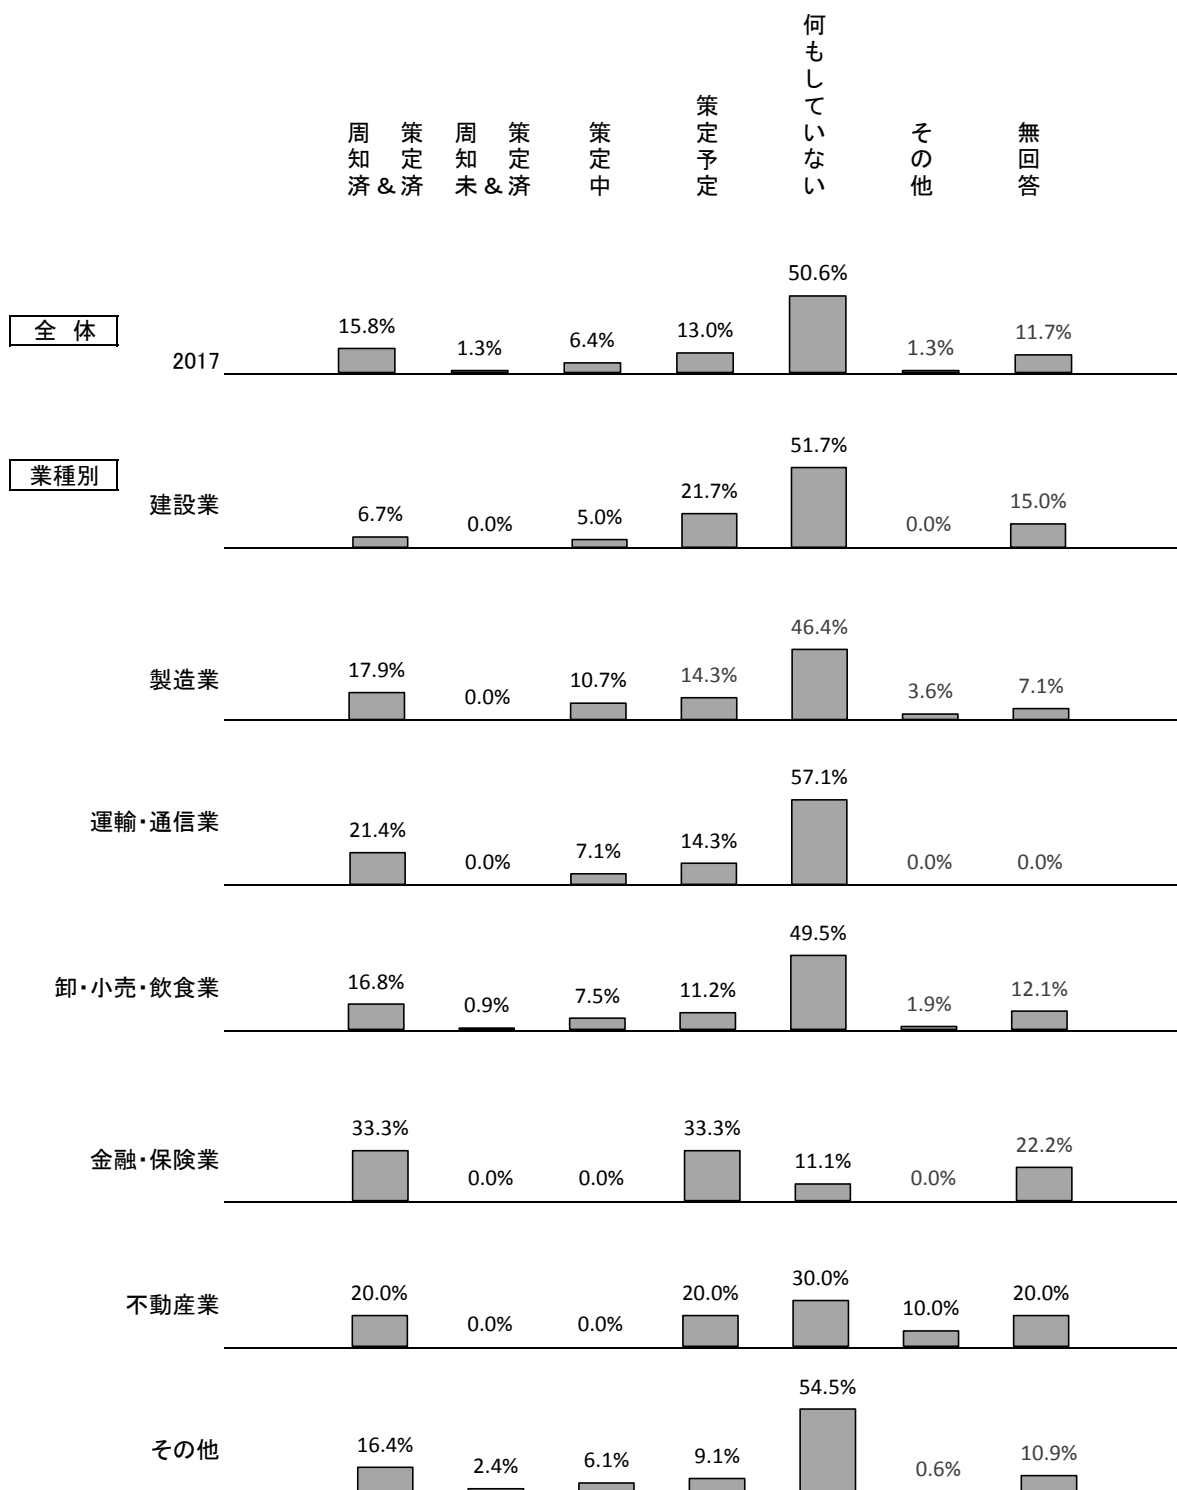 策定済&周知済
策定済&周知未
策定中
策定予定
何もしていない
その他
無回答
全 体
2017
15.8% 1.3% 6.4% 13.0% 50.6% 1.3% 11.7%
業種別
建設業
6.7% 0.0% 5.0% 21.7% 51.7% 0.0% 15.0%
製造業
17.9% 0.0% 10.7% 14.3% 46.4% 3.6% 7.1%
運輸・通信業
21.4% 0.0% 7.1% 14.3% 57.1% 0.0% 0.0%
卸・小売・飲食業
16.8% 0.9% 7.5% 11.2% 49.5% 1.9% 12.1%
金融・保険業
33.3% 0.0% 0.0% 33.3% 11.1% 0.0% 22.2%
不動産業
20.0% 0.0% 0.0% 20.0% 30.0% 10.0% 20.0%
その他
16.4% 2.4% 6.1% 9.1% 54.5% 0.6% 10.9%